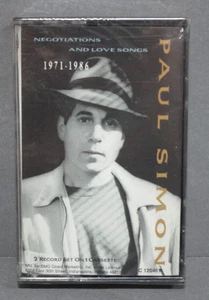 NEGOTIATIONS
AND LOVE SONGS
1971-1986
PAUL SIMON
2 RECORD SET ON 1 CASSETTE